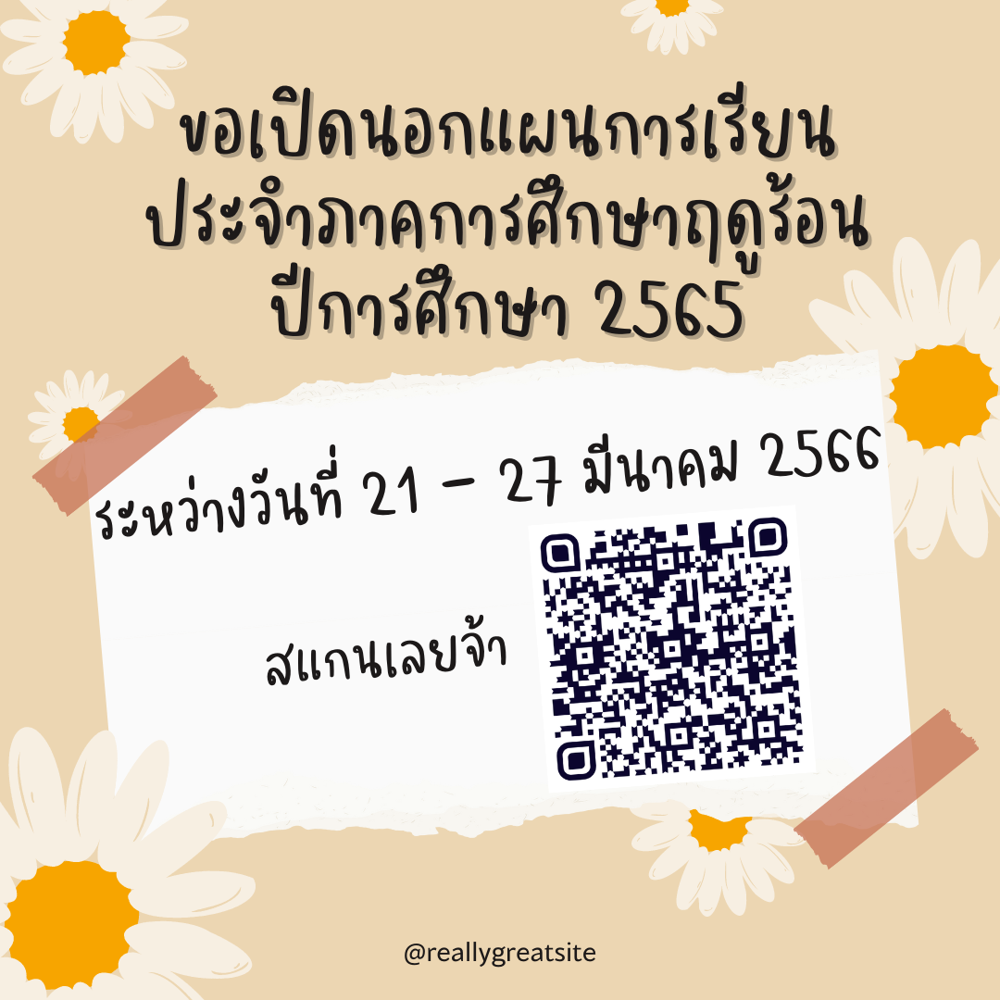 ขอเปิดนอกแผนการเรียน
ประจำภาคการศึกษาฤดูร้อน
ปีการศึกษา 2565
ระหว่างวันที่ 21 - 27 มีนาคม 2566
สแกนเลยจ้า
@reallygreatsite